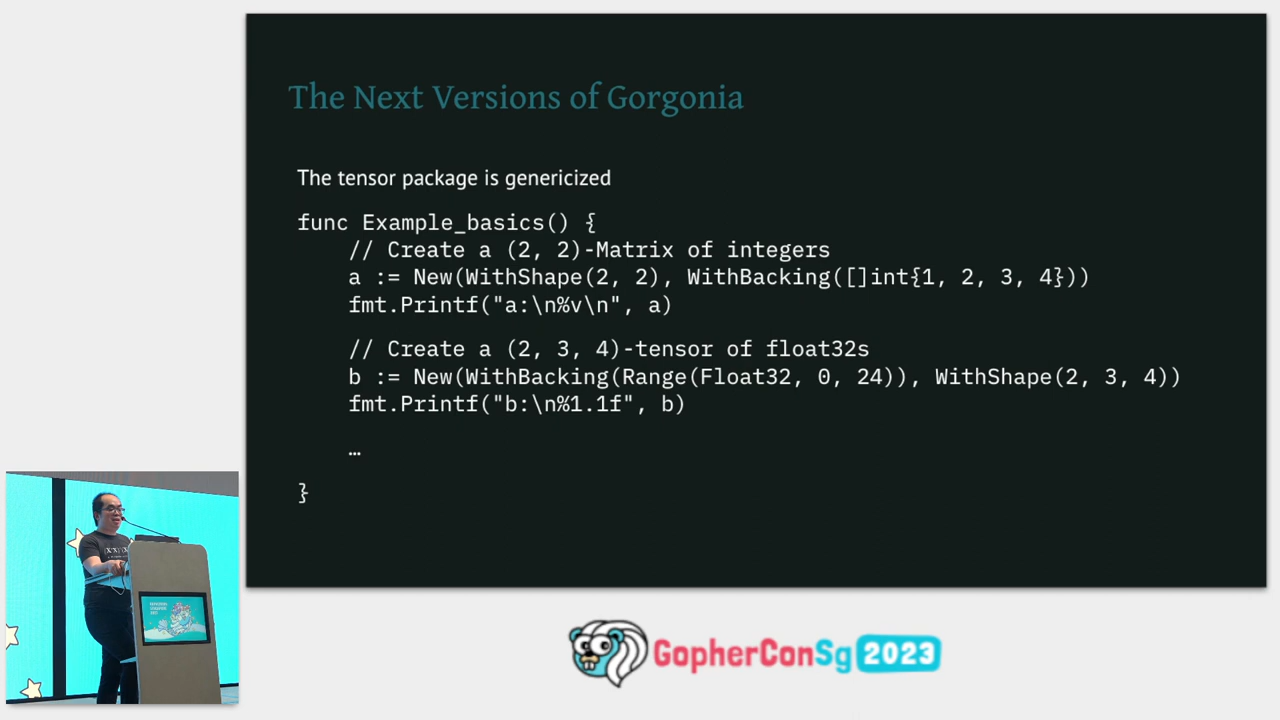 The Next Versions of Gorgonia
The tensor package is genericized
func Example_basics() {
    // Create a (2, 2)-Matrix of integers
    a := New(WithShape(2, 2), WithBacking([]int{1, 2, 3, 4}))
    fmt.Printf("a:\n%v\n", a)
    // Create a (2, 3, 4)-tensor of float32s
    b := New(WithBacking(Range(Float32, 0, 24)), WithShape(2, 3, 4))
    fmt.Printf("b:\n%1.1f", b)
    …
}
GopherConSg 2023